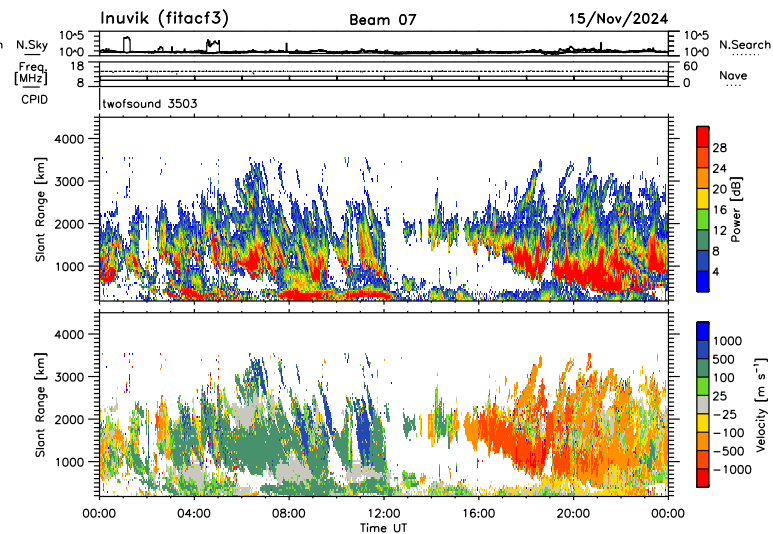 Inuvik (fitacf3) Beam 07 15/Nov/2024
N.Sky 10^5 10^0 10^5 10^0 N.Search
Freq. [MHz] 18 8 60 0 Nave
CPID twofsound 3503
Slant Range [km] 4000 3000 2000 1000
28 24 20 16 12 8 4 Power [dB]
Slant Range [km] 4000 3000 2000 1000
1000 500 100 25 -25 -100 -500 -1000 Velocity [m s^-1]
00:00 04:00 08:00 12:00 16:00 20:00 00:00
Time UT